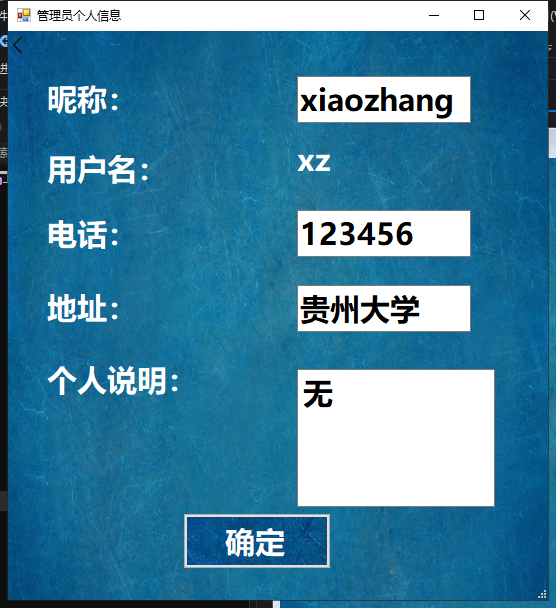 管理员个人信息
昵称： xiaozhang
用户名： xz
电话： 123456
地址： 贵州大学
个人说明： 无
确定